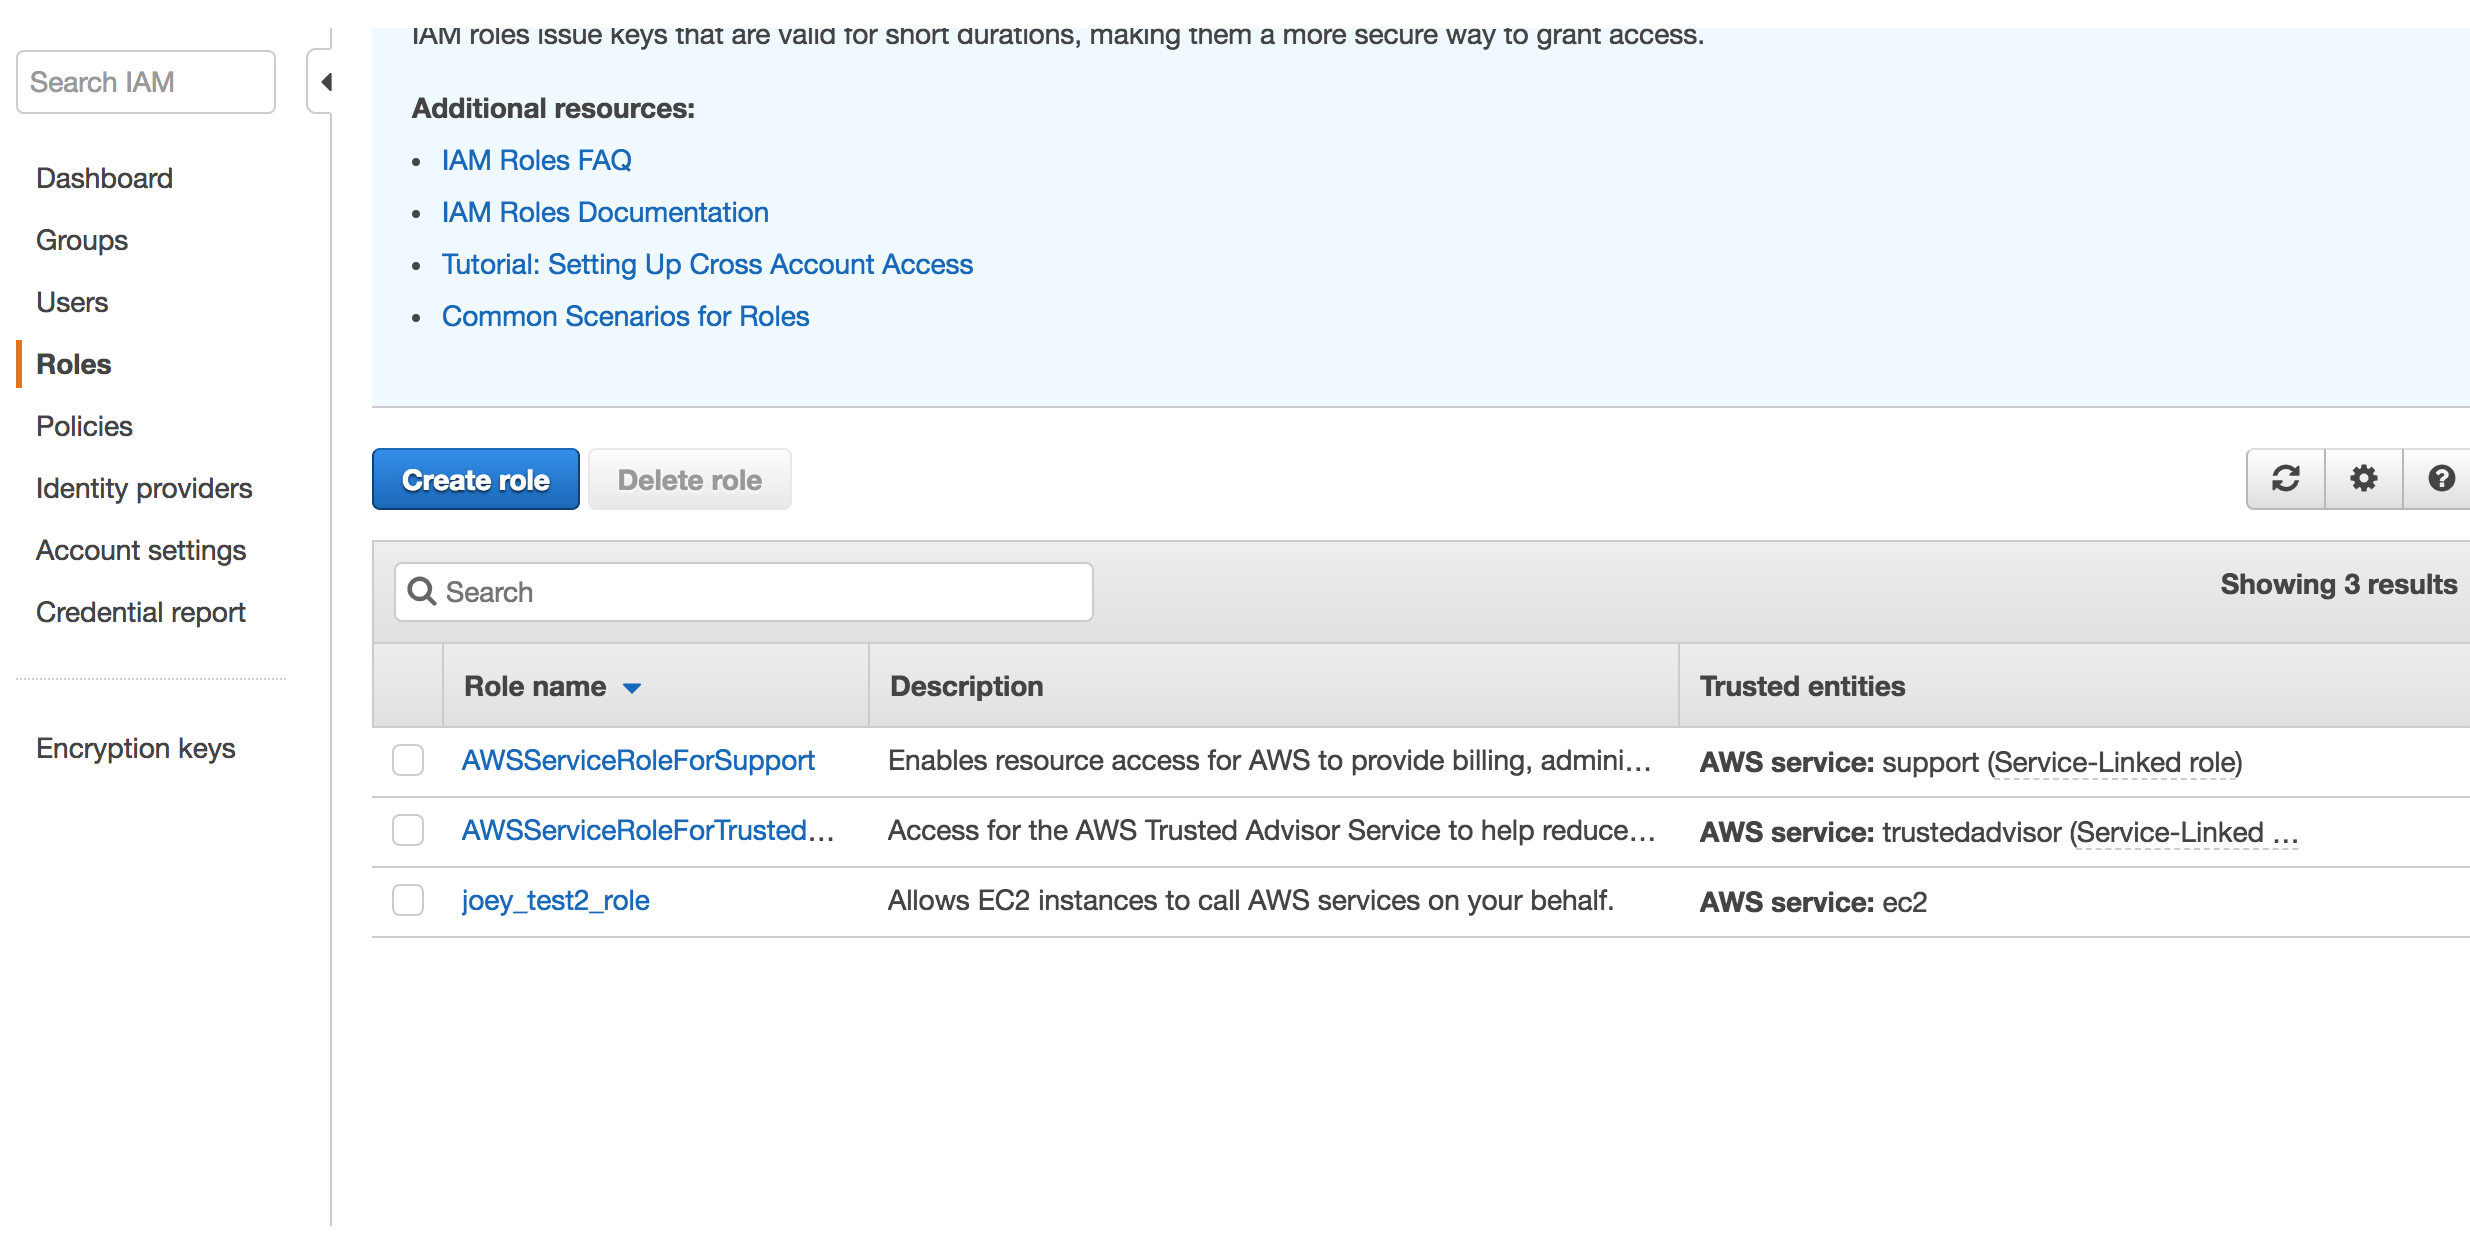 IAM roles issue keys that are valid for short durations, making them a more secure way to grant access.
Search IAM
Additional resources:
IAM Roles FAQ
IAM Roles Documentation
Tutorial: Setting Up Cross Account Access
Common Scenarios for Roles
Dashboard
Groups
Users
Roles
Policies
Identity providers
Account settings
Credential report
Encryption keys
Create role
Delete role
Search
Showing 3 results
Role name
Description
Trusted entities
AWSServiceRoleForSupport
Enables resource access for AWS to provide billing, admini...
AWS service: support (Service-Linked role)
AWSServiceRoleForTrusted...
Access for the AWS Trusted Advisor Service to help reduce...
AWS service: trustedadvisor (Service-Linked ...
joey_test2_role
Allows EC2 instances to call AWS services on your behalf.
AWS service: ec2